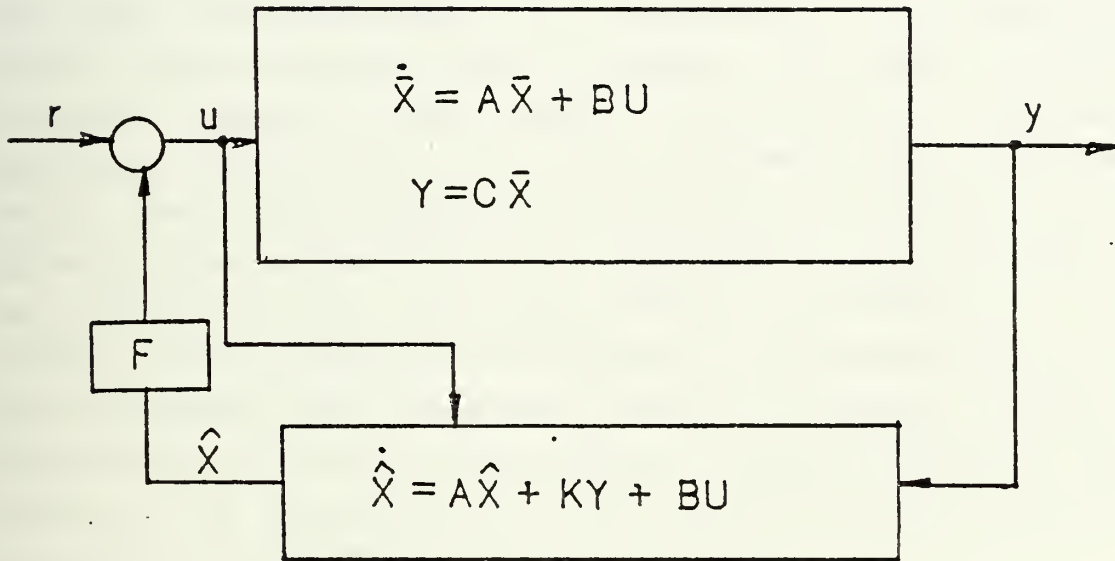 r
u
Ẋ̄ = AX̄ + BU
Y = CX̄
y
F
X̂
Ẋ̂ = AX̂ + KY + BU